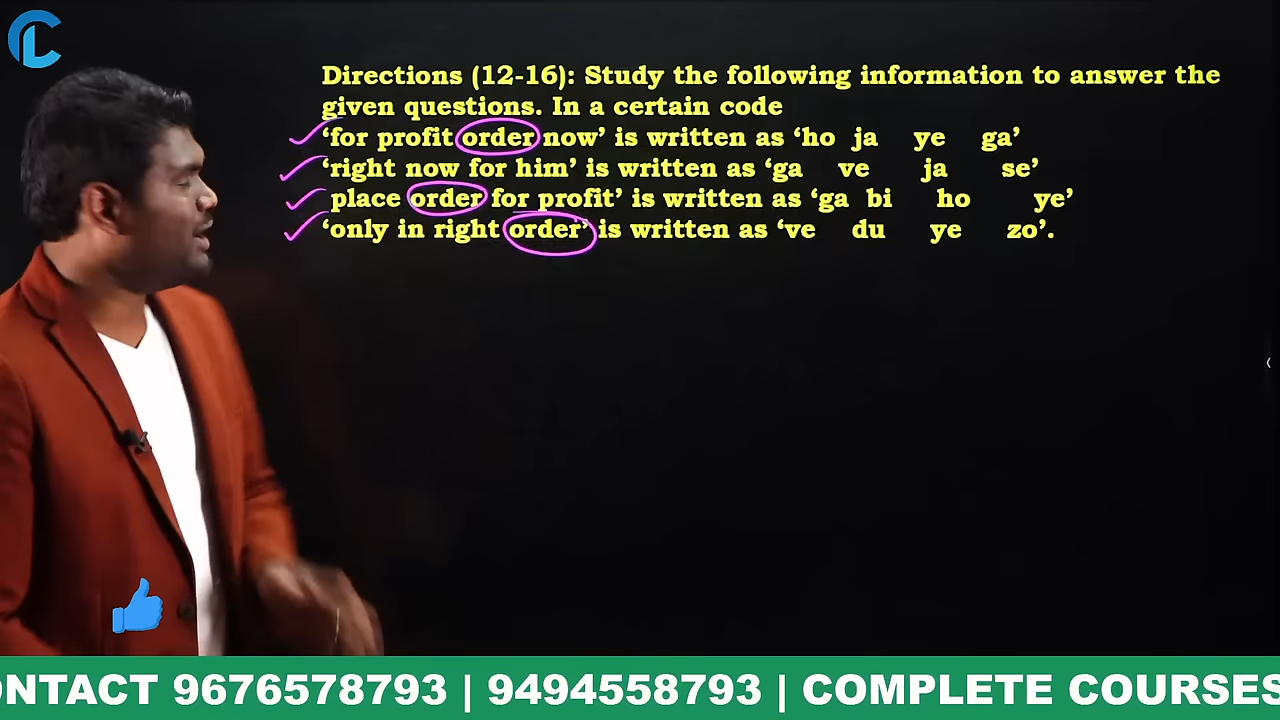 CL
Directions (12-16): Study the following information to answer the
given questions. In a certain code
‘for profit order now’ is written as ‘ho ja ye ga’
‘right now for him’ is written as ‘ga ve ja se’
place order for profit’ is written as ‘ga bi ho ye’
‘only in right order’ is written as ‘ve du ye zo’.
ONTACT 9676578793 | 9494558793 | COMPLETE COURSES